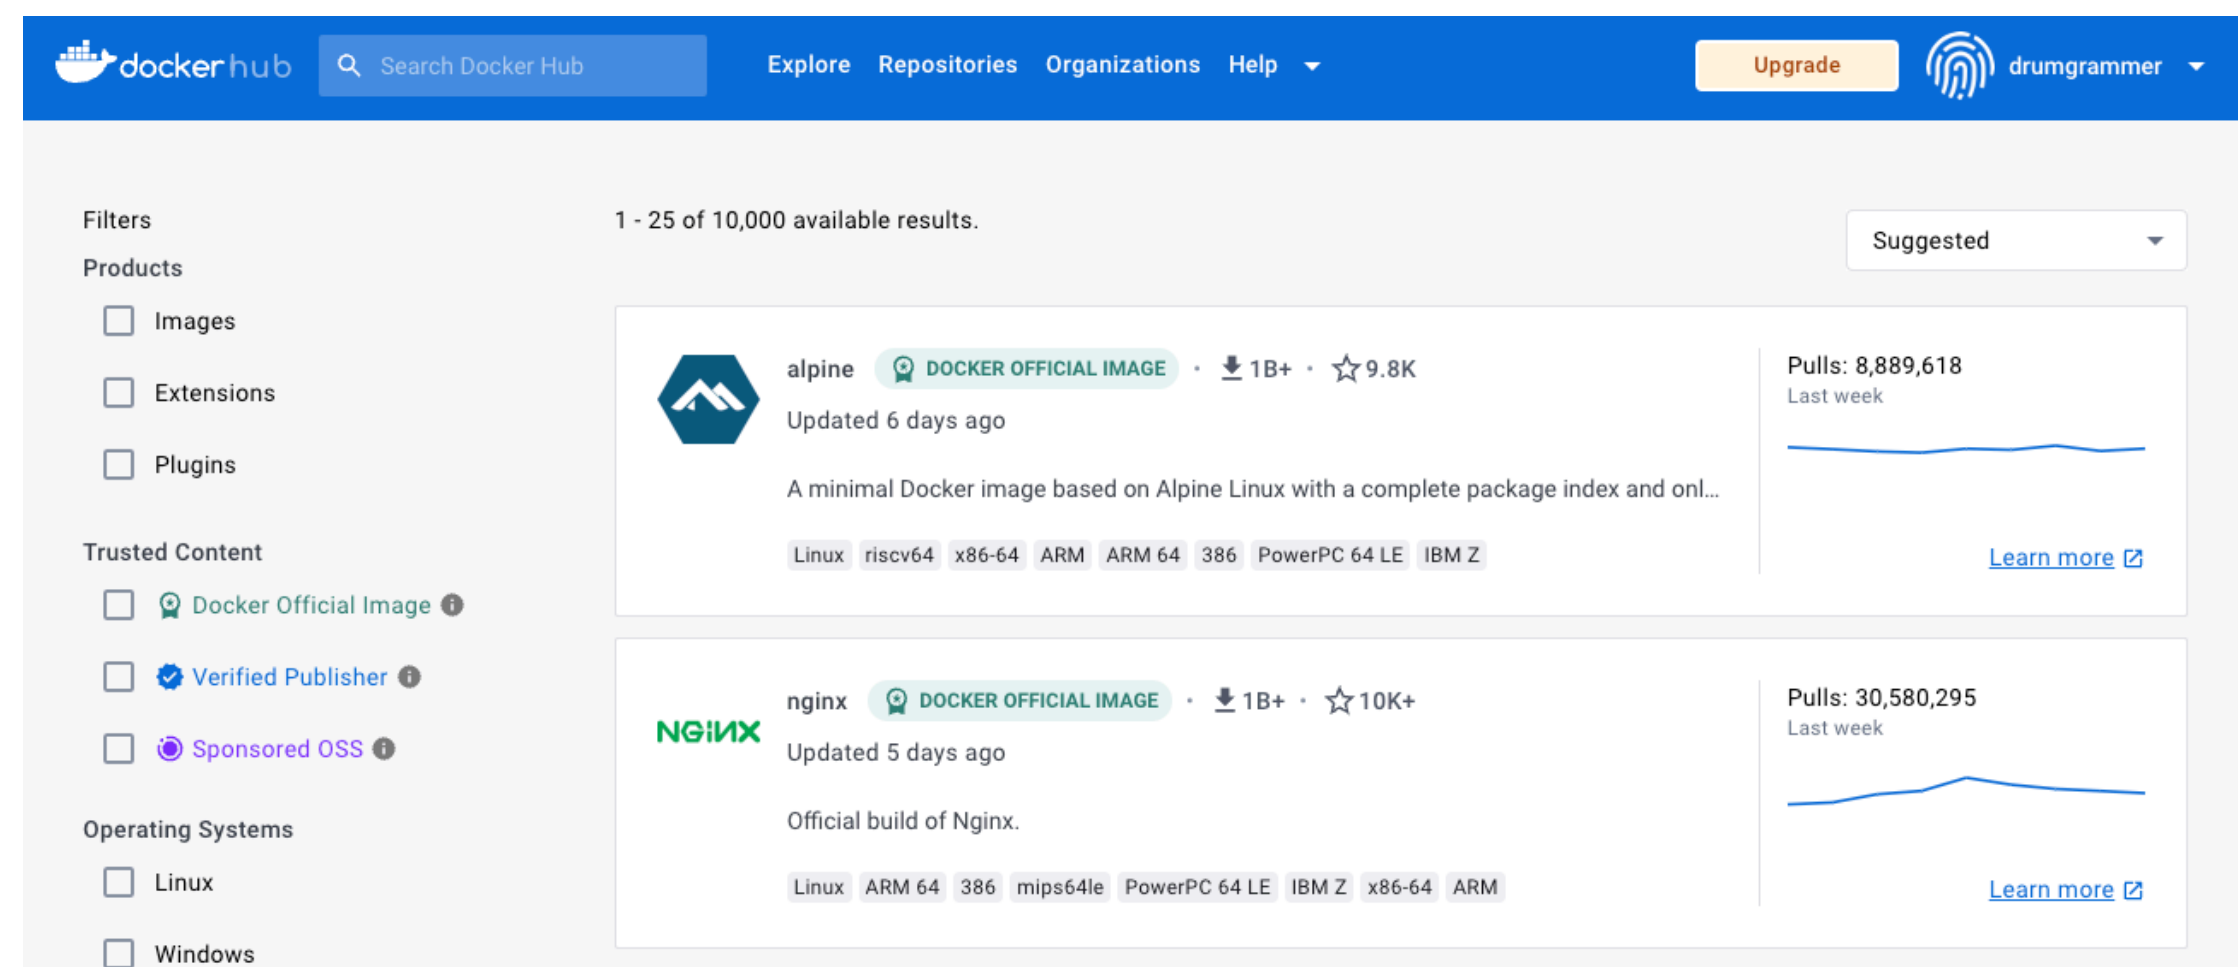 dockerhub Search Docker Hub Explore Repositories Organizations Help Upgrade drumgrammer
Filters
Products
Images
Extensions
Plugins
Trusted Content
Docker Official Image
Verified Publisher
Sponsored OSS
Operating Systems
Linux
Windows
1 - 25 of 10,000 available results.
Suggested
alpine DOCKER OFFICIAL IMAGE • 1B+ • 9.8K
Updated 6 days ago
A minimal Docker image based on Alpine Linux with a complete package index and onl...
Linux riscv64 x86-64 ARM ARM 64 386 PowerPC 64 LE IBM Z
Pulls: 8,889,618
Last week
Learn more
NGINX
nginx DOCKER OFFICIAL IMAGE • 1B+ • 10K+
Updated 5 days ago
Official build of Nginx.
Linux ARM 64 386 mips64le PowerPC 64 LE IBM Z x86-64 ARM
Pulls: 30,580,295
Last week
Learn more